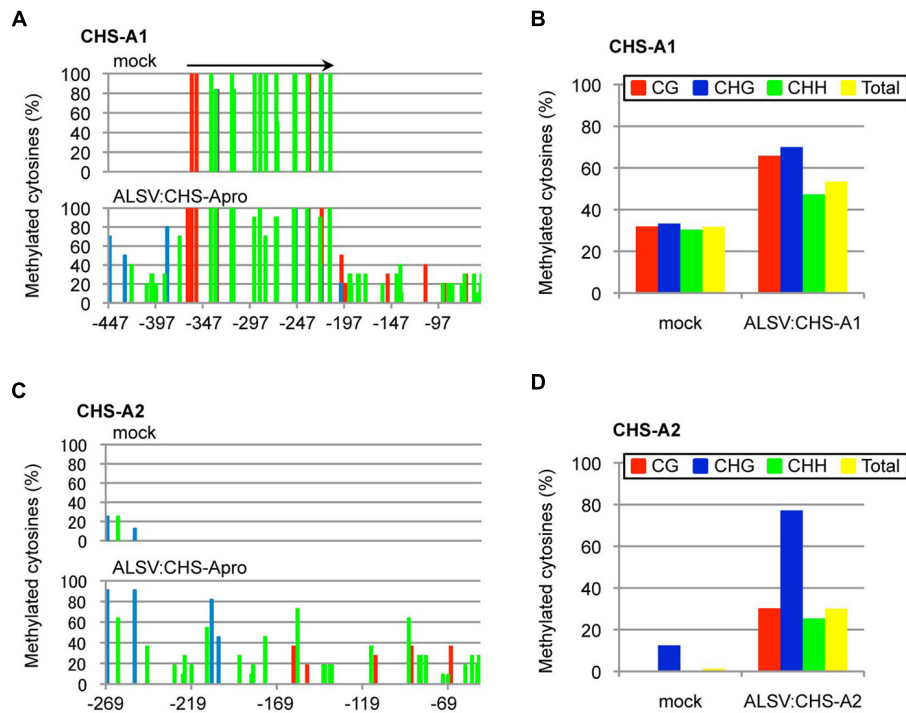 A
CHS-A1
mock
100
80
60
40
20
0
Methylated cytosines (%)
ALSV:CHS-Apro
100
80
60
40
20
0
Methylated cytosines (%)
-447 -397 -347 -297 -247 -197 -147 -97
B
CHS-A1
CG CHG CHH Total
100
80
60
40
20
0
Methylated cytosines (%)
mock ALSV:CHS-A1
C
CHS-A2
mock
100
80
60
40
20
0
Methylated cytosines (%)
ALSV:CHS-Apro
100
80
60
40
20
0
Methylated cytosines (%)
-269 -219 -169 -119 -69
D
CHS-A2
CG CHG CHH Total
100
80
60
40
20
0
Methylated cytosines (%)
mock ALSV:CHS-A2